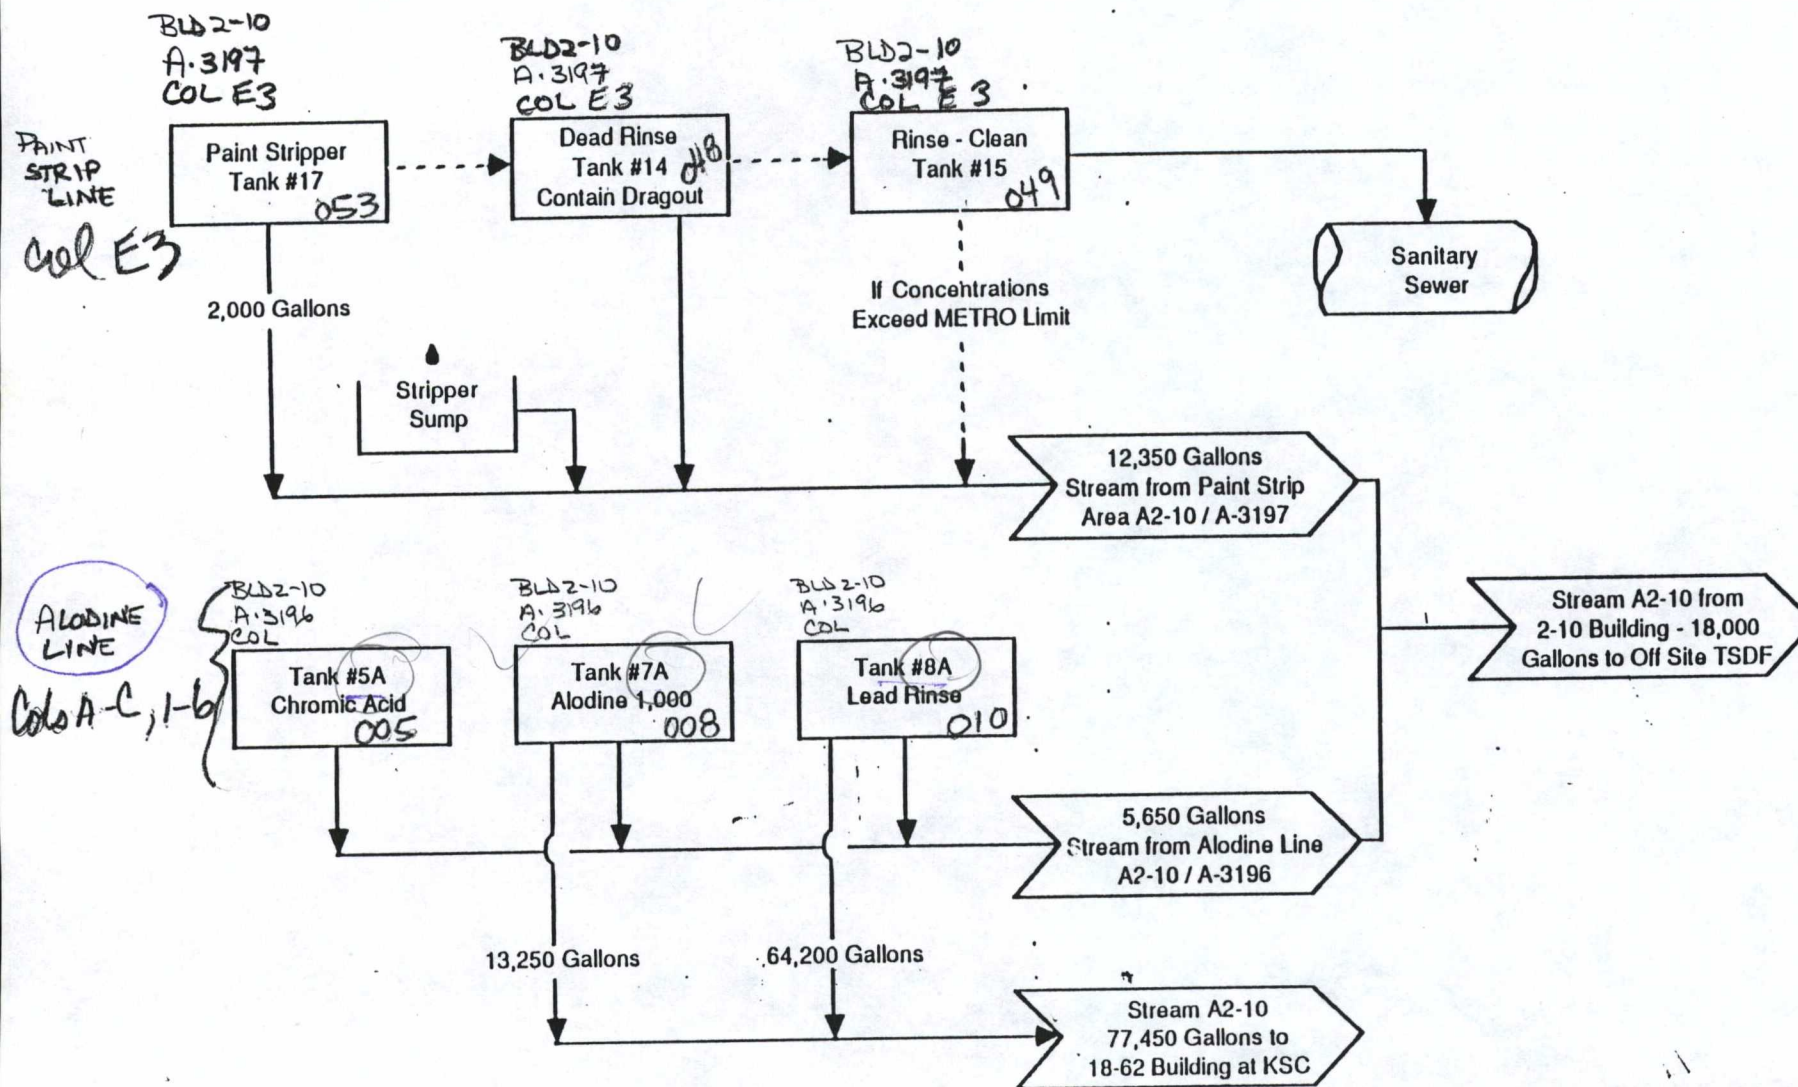 BLD2-10
A.3197
COL E3
BLD2-10
A.3197
COL E3
BLD2-10
A.3197
COL E 3
PAINT
STRIP
LINE
Col E3
Paint Stripper
Tank #17
053
Dead Rinse
Tank #14
048
Contain Dragout
Rinse - Clean
Tank #15
049
Sanitary
Sewer
2,000 Gallons
If Concentrations
Exceed METRO Limit
Stripper
Sump
12,350 Gallons
Stream from Paint Strip
Area A2-10 / A-3197
ALODINE
LINE
Cols A-C, 1-6
BLD2-10
A.3196
COL
BLD2-10
A.3196
COL
BLD2-10
A.3196
COL
Tank #5A
Chromic Acid
005
Tank #7A
Alodine 1,000
008
Tank #8A
Lead Rinse
010
Stream A2-10 from
2-10 Building - 18,000
Gallons to Off Site TSDF
5,650 Gallons
Stream from Alodine Line
A2-10 / A-3196
13,250 Gallons
64,200 Gallons
Stream A2-10
77,450 Gallons to
18-62 Building at KSC